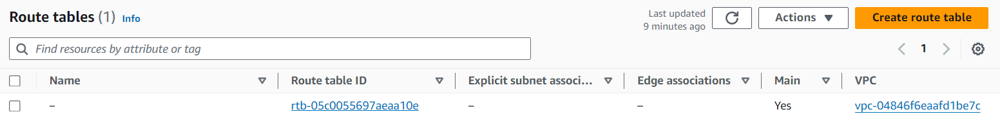 Route tables (1) Info
Last updated
9 minutes ago
Actions
Create route table
Find resources by attribute or tag
1
Name Route table ID Explicit subnet associ... Edge associations Main VPC
– rtb-05c0055697aeaa10e – – Yes vpc-04846f6eaafd1be7c